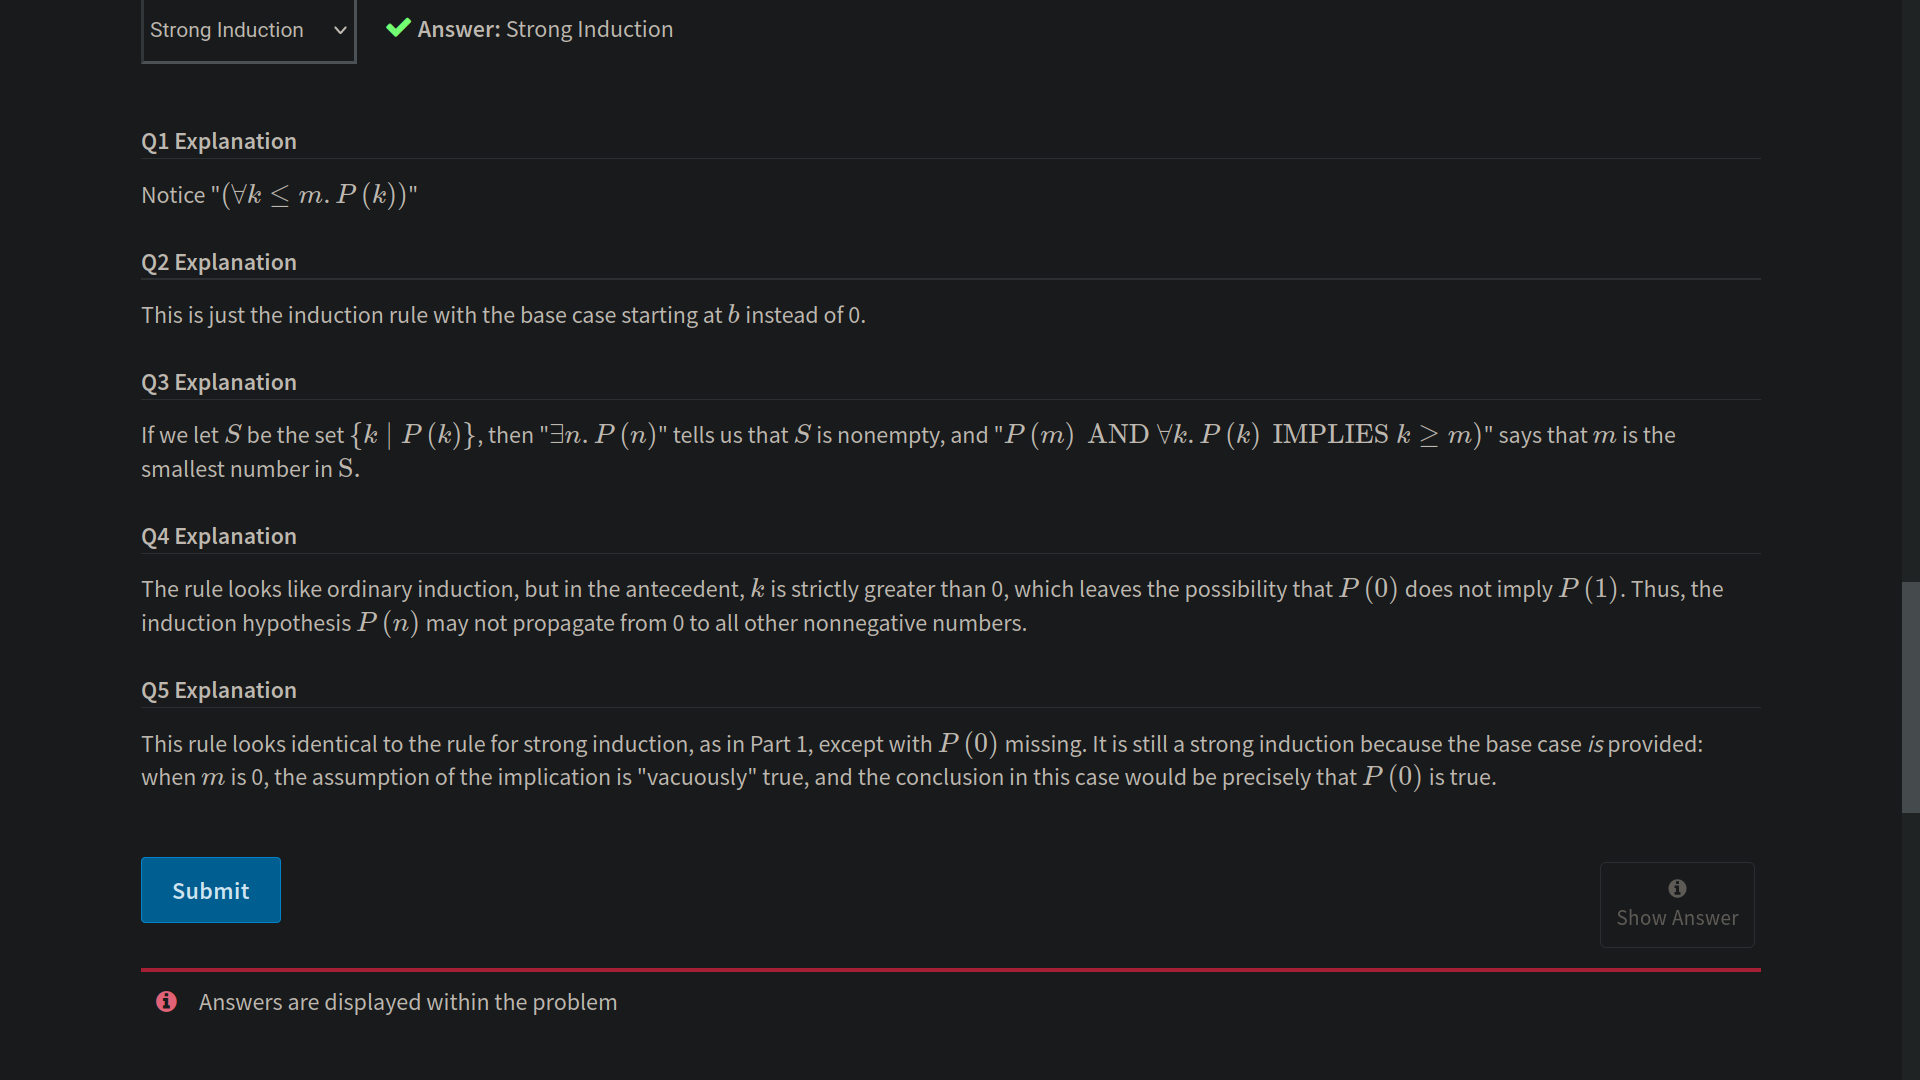 Strong Induction
Answer: Strong Induction
Q1 Explanation
Notice "(∀k ≤ m. P (k))"
Q2 Explanation
This is just the induction rule with the base case starting at b instead of 0.
Q3 Explanation
If we let S be the set {k | P (k)}, then "∃n. P (n)" tells us that S is nonempty, and "P (m) AND ∀k. P (k) IMPLIES k ≥ m)" says that m is the
smallest number in S.
Q4 Explanation
The rule looks like ordinary induction, but in the antecedent, k is strictly greater than 0, which leaves the possibility that P (0) does not imply P (1). Thus, the
induction hypothesis P (n) may not propagate from 0 to all other nonnegative numbers.
Q5 Explanation
This rule looks identical to the rule for strong induction, as in Part 1, except with P (0) missing. It is still a strong induction because the base case is provided:
when m is 0, the assumption of the implication is "vacuously" true, and the conclusion in this case would be precisely that P (0) is true.
Submit
Show Answer
Answers are displayed within the problem